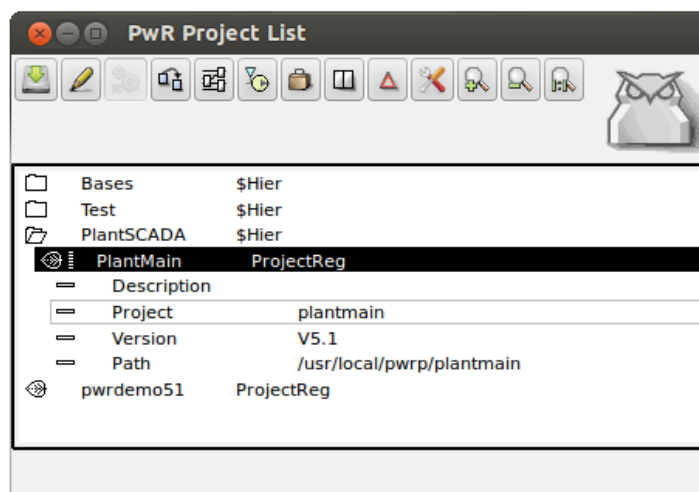 PwR Project List
Bases $Hier
Test $Hier
PlantSCADA $Hier
PlantMain ProjectReg
Description
Project plantmain
Version V5.1
Path /usr/local/pwrp/plantmain
pwrdemo51 ProjectReg